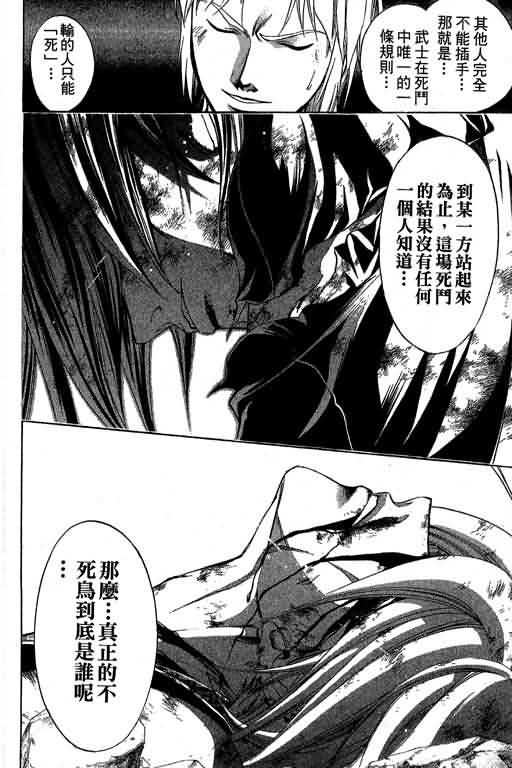 其他人完全
不能插手…
那就是…
武士在死鬥
中唯一的一
條規則…
輸的人只能
「死」…
到某一方站起來
為止，這場死鬥
的結果沒有任何
一個人知道…
那麼…真正的不
死鳥到底是誰呢
…